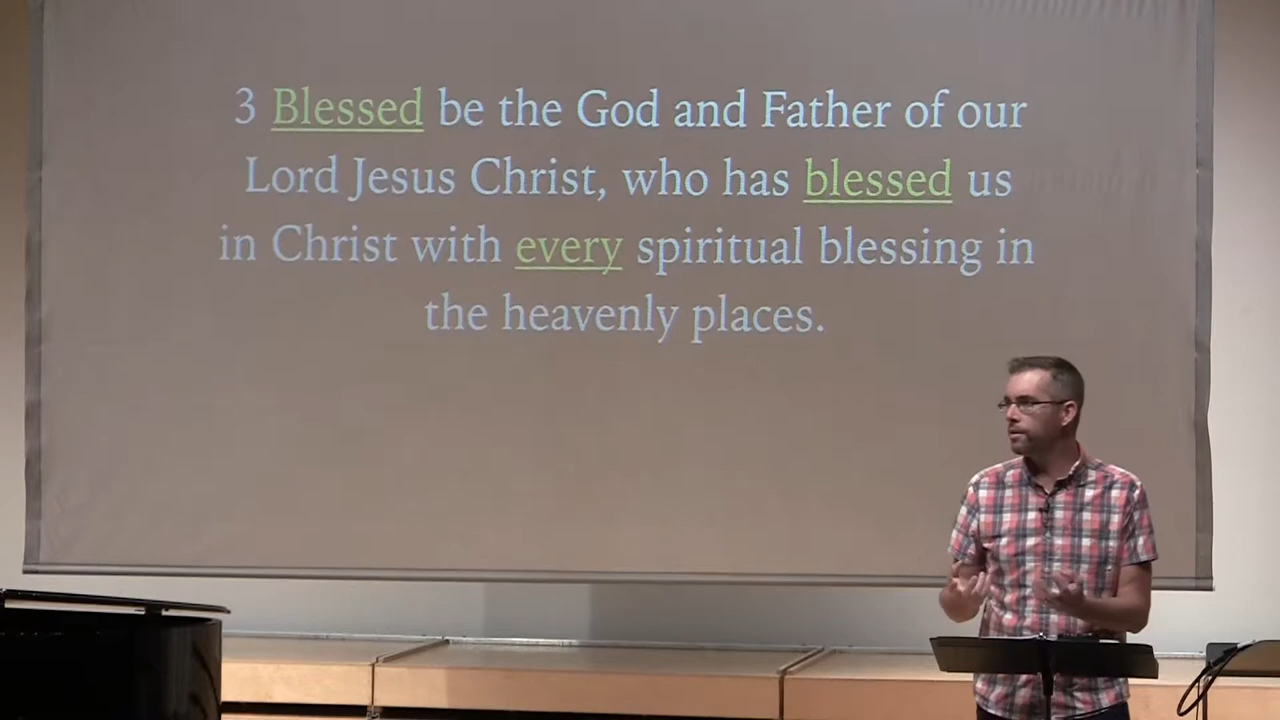 3 Blessed be the God and Father of our
Lord Jesus Christ, who has blessed us
in Christ with every spiritual blessing in
the heavenly places.